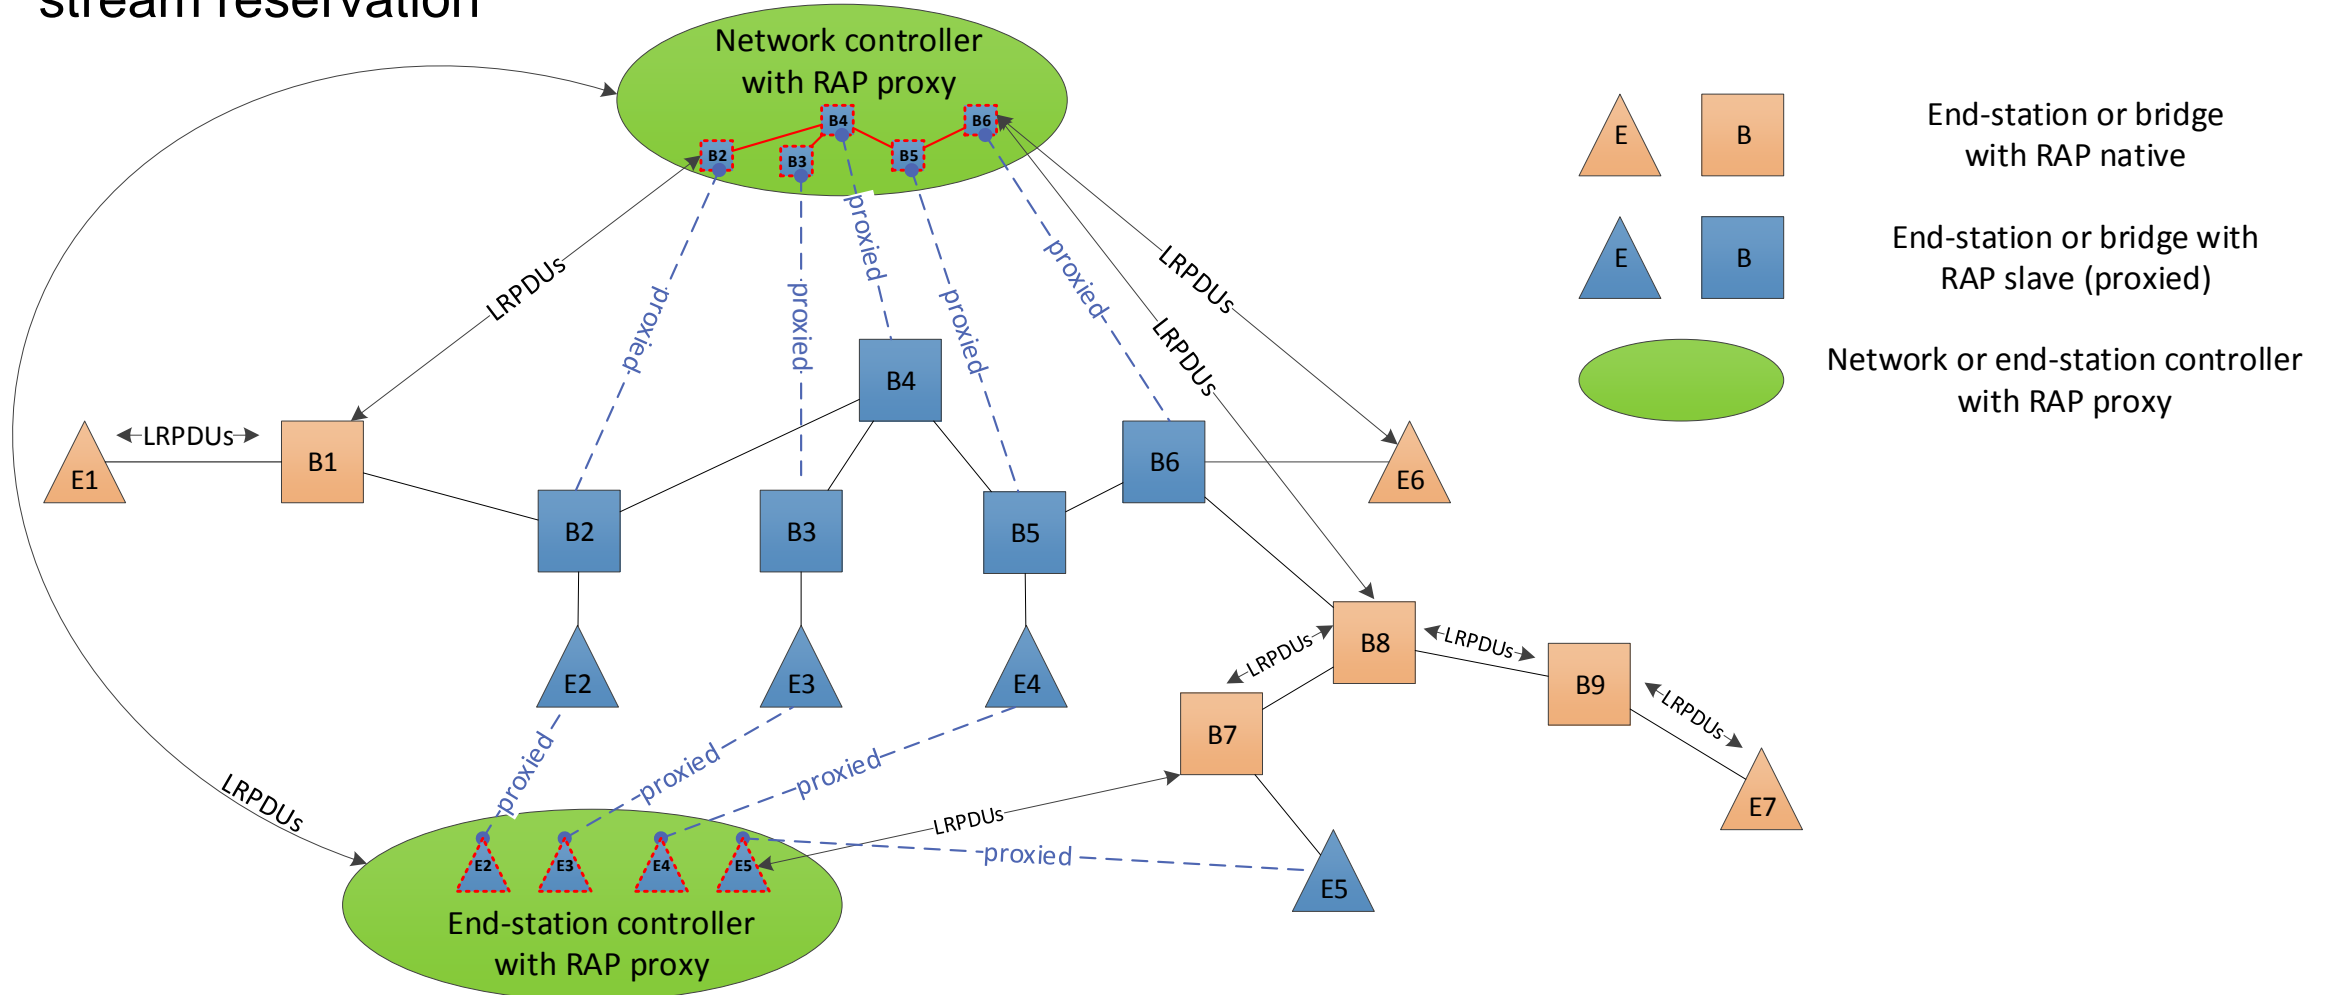 stream reservation
Network controller
with RAP proxy
B4
B6
B2
B3
B5
E
B
End-station or bridge
with RAP native
E
B
End-station or bridge with
RAP slave (proxied)
Network or end-station controller
with RAP proxy
LRPDUs
proxied
proxied
proxied
proxied
proxied
LRPDUs
LRPDUs
LRPDUs
E1
B1
B4
B6
E6
B2
B3
B5
E2
E3
E4
LRPDUs
B8
LRPDUs
B9
B7
LRPDUs
E7
proxied
proxied
proxied
LRPDUs
LRPDUs
proxied
E5
E2
E3
E4
E5
End-station controller
with RAP proxy